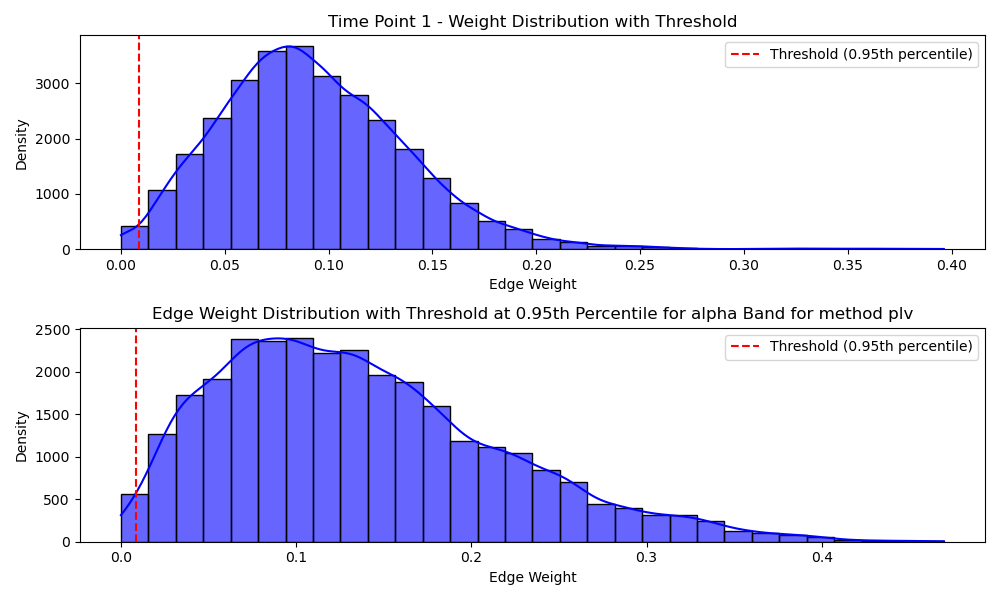 Time Point 1 - Weight Distribution with Threshold
Threshold (0.95th percentile)
Density
3000
2000
1000
0
0.00 0.05 0.10 0.15 0.20 0.25 0.30 0.35 0.40
Edge Weight
Edge Weight Distribution with Threshold at 0.95th Percentile for alpha Band for method plv
Threshold (0.95th percentile)
Density
2500
2000
1500
1000
500
0
0.0 0.1 0.2 0.3 0.4
Edge Weight